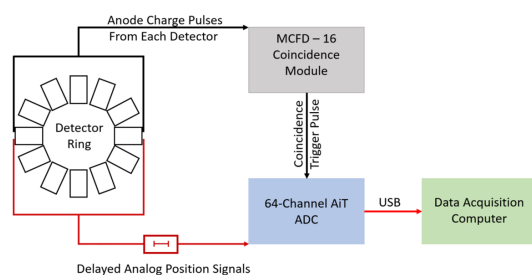 Anode Charge Pulses
From Each Detector
MCFD – 16
Coincidence
Module
Detector
Ring
Coincidence
Trigger Pulse
64-Channel AiT
ADC
USB
Data Acquisition
Computer
Delayed Analog Position Signals